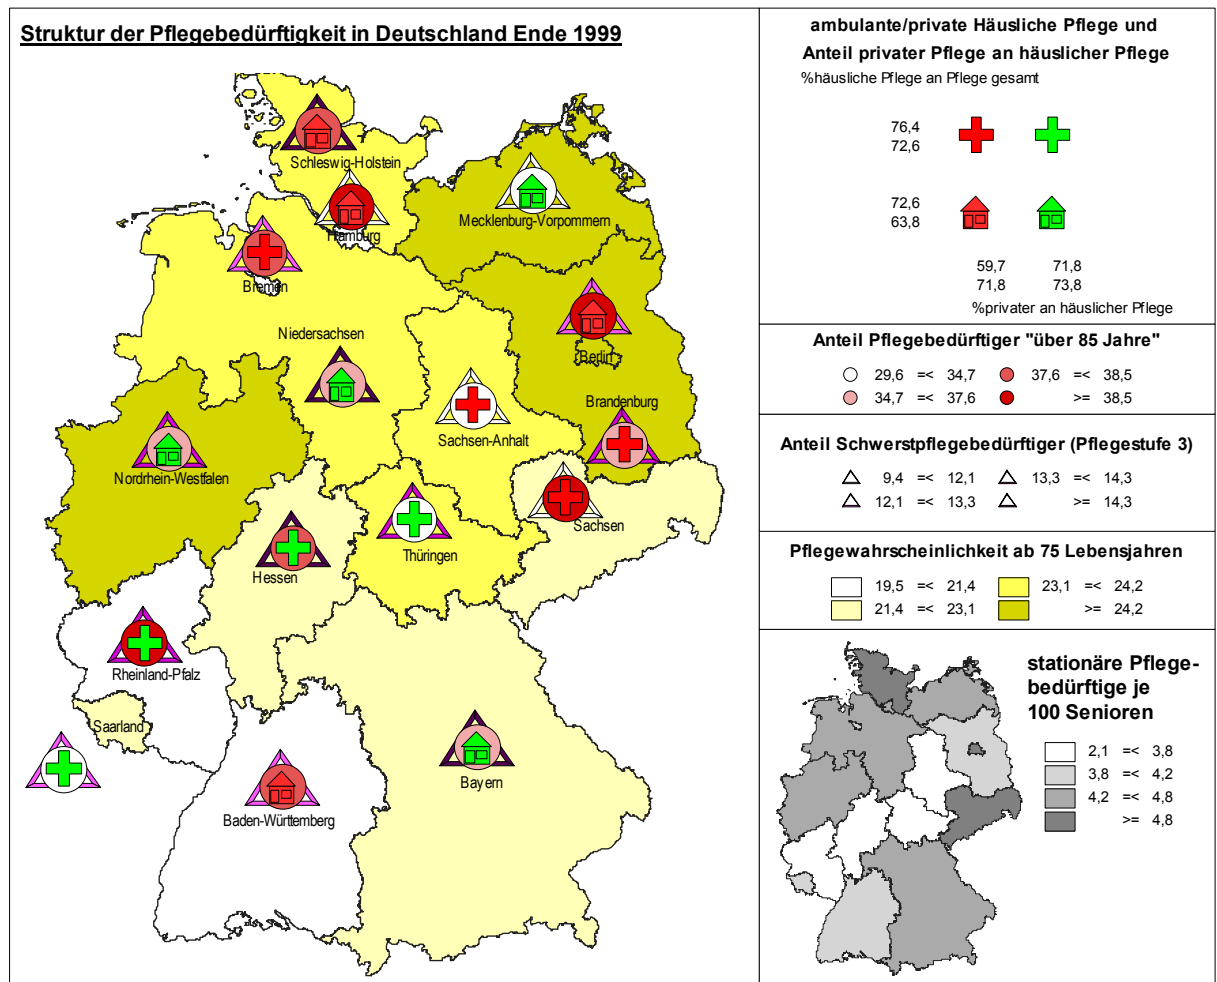 Struktur der Pflegebedürftigkeit in Deutschland Ende 1999
Schleswig-Holstein
Hamburg
Mecklenburg-Vorpommern
Bremen
Niedersachsen
Berlin
Brandenburg
Sachsen-Anhalt
Nordrhein-Westfalen
Sachsen
Thüringen
Hessen
Rheinland-Pfalz
Saarland
Bayern
Baden-Württemberg
ambulante/private Häusliche Pflege und
Anteil privater Pflege an häuslicher Pflege
%häusliche Pflege an Pflege gesamt
76,4
72,6
72,6
63,8
59,7 71,8
71,8 73,8
%privater an häuslicher Pflege
Anteil Pflegebedürftiger "über 85 Jahre"
29,6 =< 34,7 37,6 =< 38,5
34,7 =< 37,6 >= 38,5
Anteil Schwerstpflegebedürftiger (Pflegestufe 3)
9,4 =< 12,1 13,3 =< 14,3
12,1 =< 13,3 >= 14,3
Pflegewahrscheinlichkeit ab 75 Lebensjahren
19,5 =< 21,4 23,1 =< 24,2
21,4 =< 23,1 >= 24,2
stationäre Pflege-
bedürftige je
100 Senioren
2,1 =< 3,8
3,8 =< 4,2
4,2 =< 4,8
>= 4,8